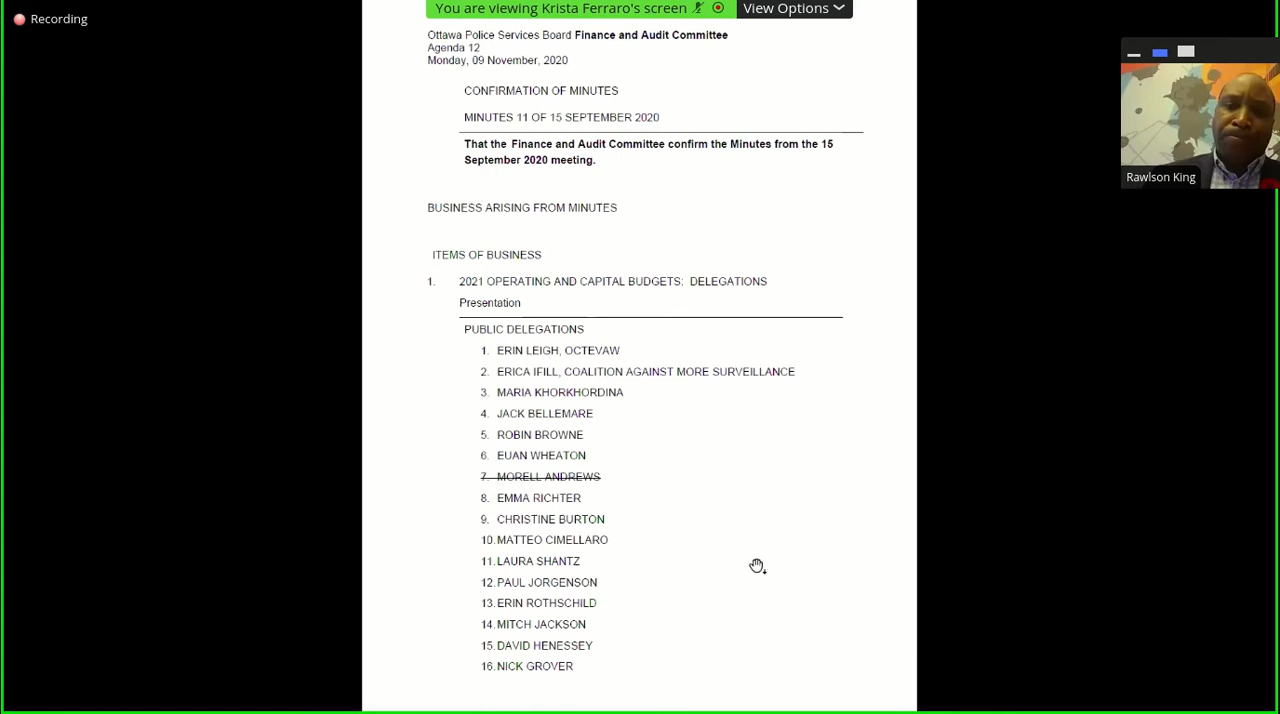 You are viewing Krista Ferraro's screen
View Options
Recording
Ottawa Police Services Board Finance and Audit Committee
Agenda 12
Monday, 09 November, 2020
CONFIRMATION OF MINUTES
MINUTES 11 OF 15 SEPTEMBER 2020
That the Finance and Audit Committee confirm the Minutes from the 15
September 2020 meeting.
Rawlson King
BUSINESS ARISING FROM MINUTES
ITEMS OF BUSINESS
1. 2021 OPERATING AND CAPITAL BUDGETS: DELEGATIONS
Presentation
PUBLIC DELEGATIONS
1. ERIN LEIGH, OCTEVAW
2. ERICA IFILL, COALITION AGAINST MORE SURVEILLANCE
3. MARIA KHORKHORDINA
4. JACK BELLEMARE
5. ROBIN BROWNE
6. EUAN WHEATON
7. MORELL ANDREWS
8. EMMA RICHTER
9. CHRISTINE BURTON
10. MATTEO CIMELLARO
11. LAURA SHANTZ
12. PAUL JORGENSON
13. ERIN ROTHSCHILD
14. MITCH JACKSON
15. DAVID HENESSEY
16. NICK GROVER